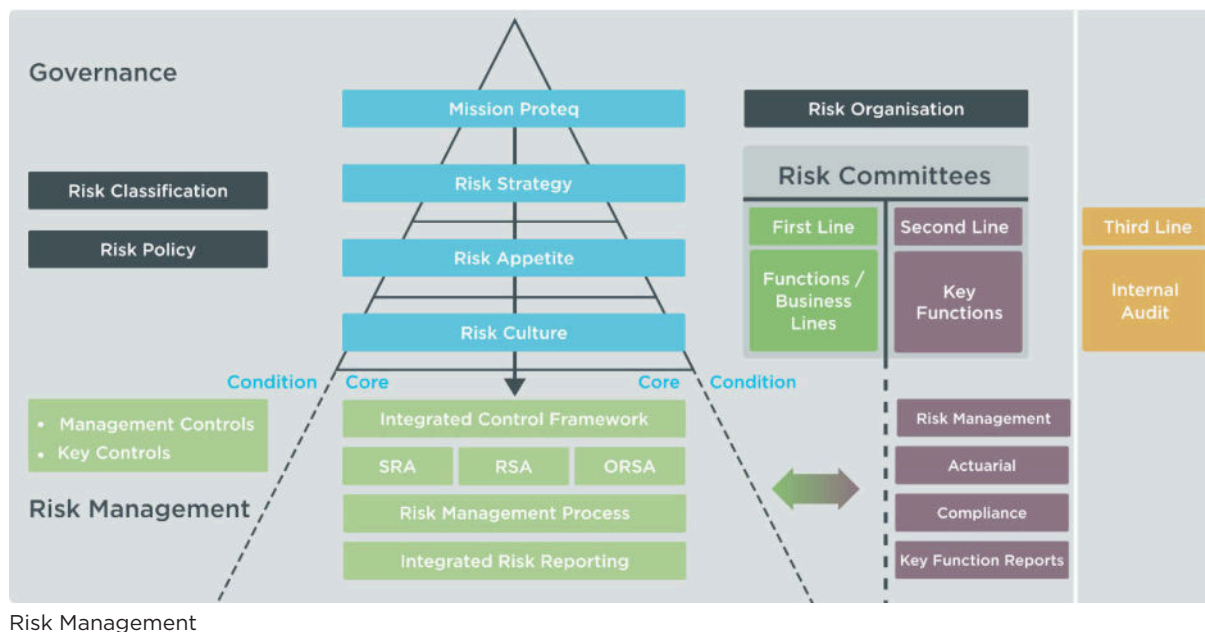 Governance
Mission Proteq
Risk Organisation
Risk Classification
Risk Strategy
Risk Committees
Risk Policy
First Line
Second Line
Third Line
Risk Appetite
Functions /
Business
Lines
Key
Functions
Internal
Audit
Risk Culture
Condition
Core
Core
Condition
• Management Controls
• Key Controls
Integrated Control Framework
Risk Management
SRA
RSA
ORSA
Actuarial
Risk Management
Risk Management Process
Compliance
Integrated Risk Reporting
Key Function Reports
Risk Management